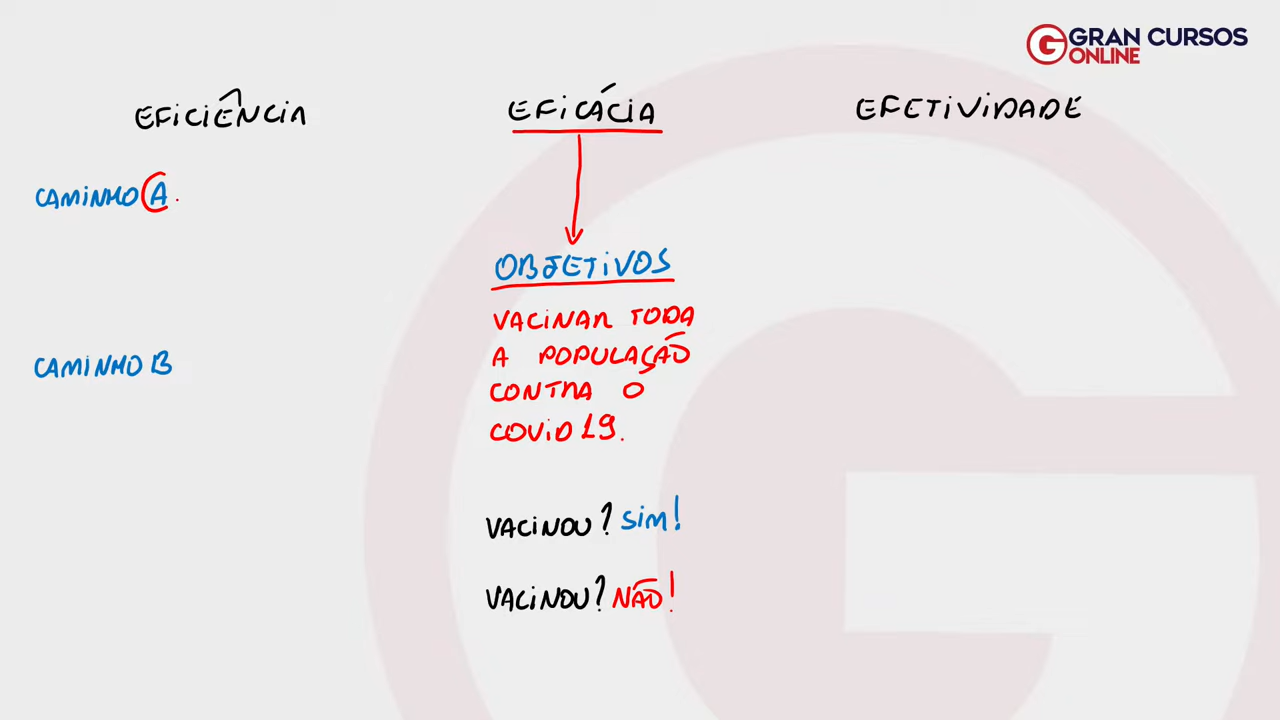 GRAN CURSOS
ONLINE
EFICIÊNCIA
EFICÁCIA
EFETIVIDADE
CAMINHO A.
OBJETIVOS
VACINAR TODA
A POPULAÇÃO
CAMINHO B
CONTRA O
COVID 19.
VACINOU? SIM!
VACINOU? NÃO!